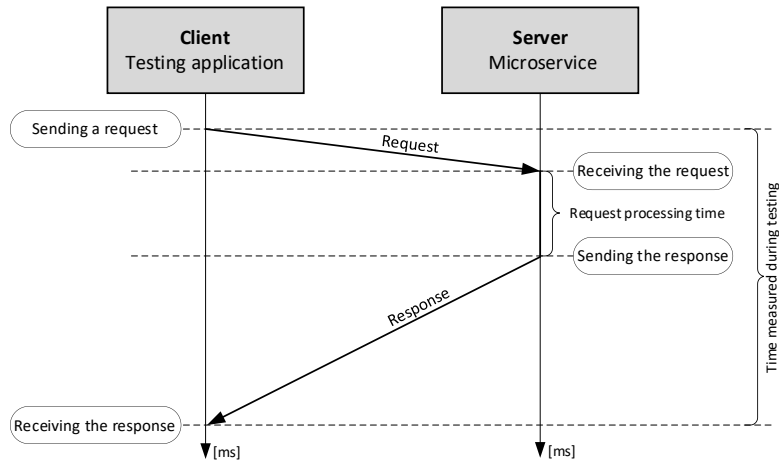 Client
Testing application
Server
Microservice
Sending a request
Request
Receiving the request
Request processing time
Sending the response
Response
Time measured during testing
Receiving the response
[ms]
[ms]